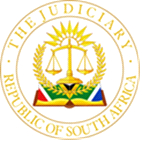 · THE JUDICIARY ·
REPUBLIC OF SOUTH AFRICA